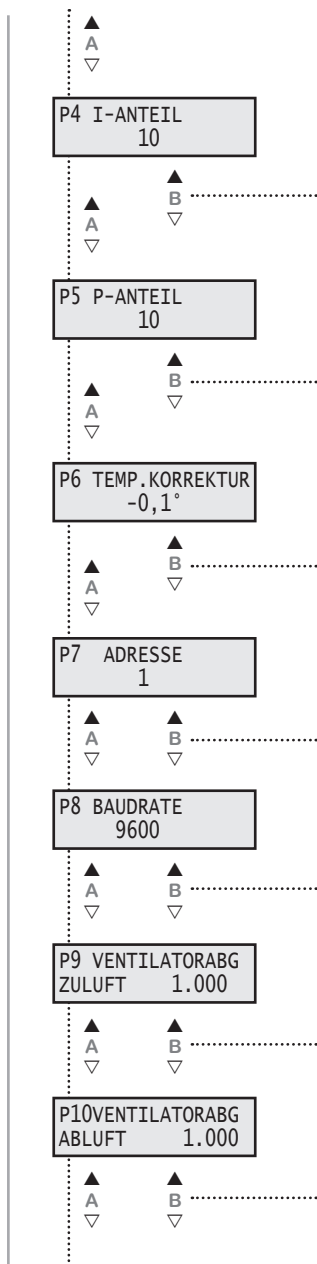 ▲
A
▽
P4 I-ANTEIL
10
▲
B
▽
▲
A
▽
P5 P-ANTEIL
10
▲
B
▽
▲
A
▽
P6 TEMP.KORREKTUR
-0,1°
▲
B
▽
▲
A
▽
P7 ADRESSE
1
▲ ▲
A B
▽ ▽
P8 BAUDRATE
9600
▲ ▲
A B
▽ ▽
P9 VENTILATORABG
ZULUFT 1.000
▲ ▲
A B
▽ ▽
P10VENTILATORABG
ABLUFT 1.000
▲ ▲
A B
▽ ▽